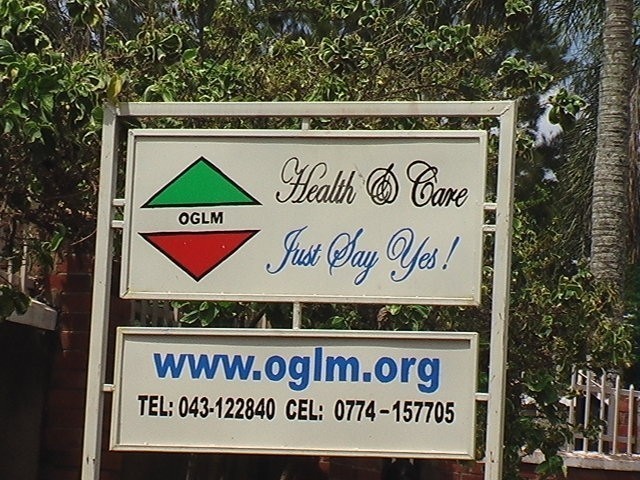 OGLM
Health & Care
Just Say Yes!
www.oglm.org
TEL: 043-122840 CEL: 0774-157705